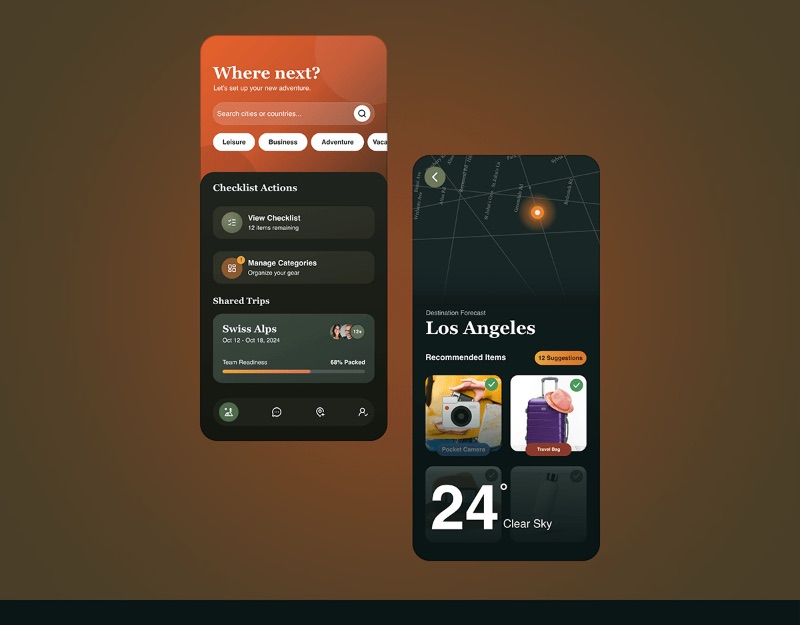 Where next?
Let's set up your new adventure.
Search cities or countries...
Leisure
Business
Adventure
Vaca
Checklist Actions
View Checklist
12 items remaining
Manage Categories
Organize your gear
Shared Trips
Swiss Alps
Oct 12 - Oct 18, 2024
12+
Team Readiness
68% Packed
Destination Forecast
Los Angeles
Recommended Items
12 Suggestions
Pocket Camera
Travel Bag
24°
Clear Sky